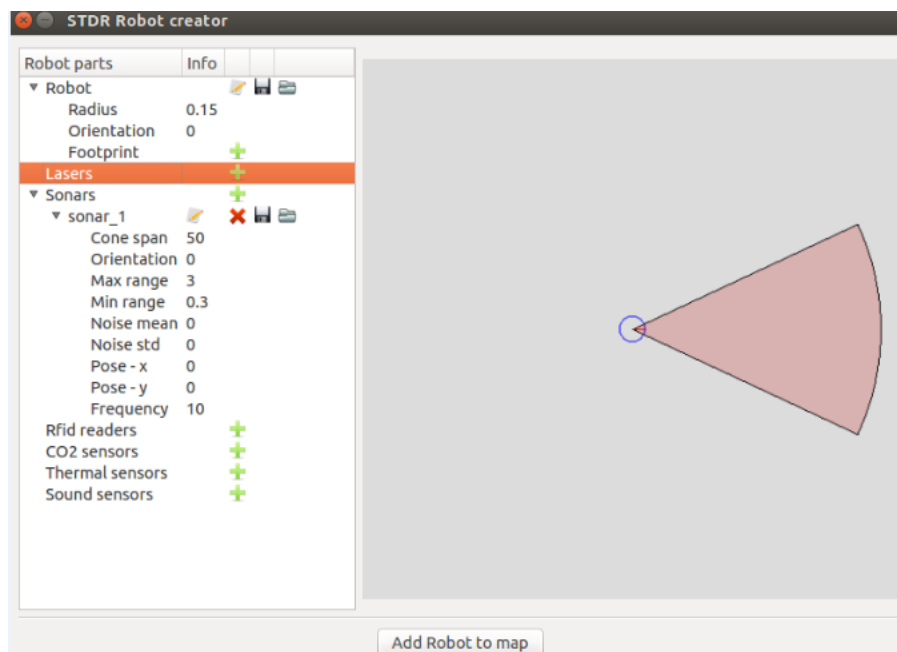 STDR Robot creator
Robot parts Info
Robot
Radius 0.15
Orientation 0
Footprint
Lasers
Sonars
sonar_1
Cone span 50
Orientation 0
Max range 3
Min range 0.3
Noise mean 0
Noise std 0
Pose - x 0
Pose - y 0
Frequency 10
Rfid readers
CO2 sensors
Thermal sensors
Sound sensors
Add Robot to map